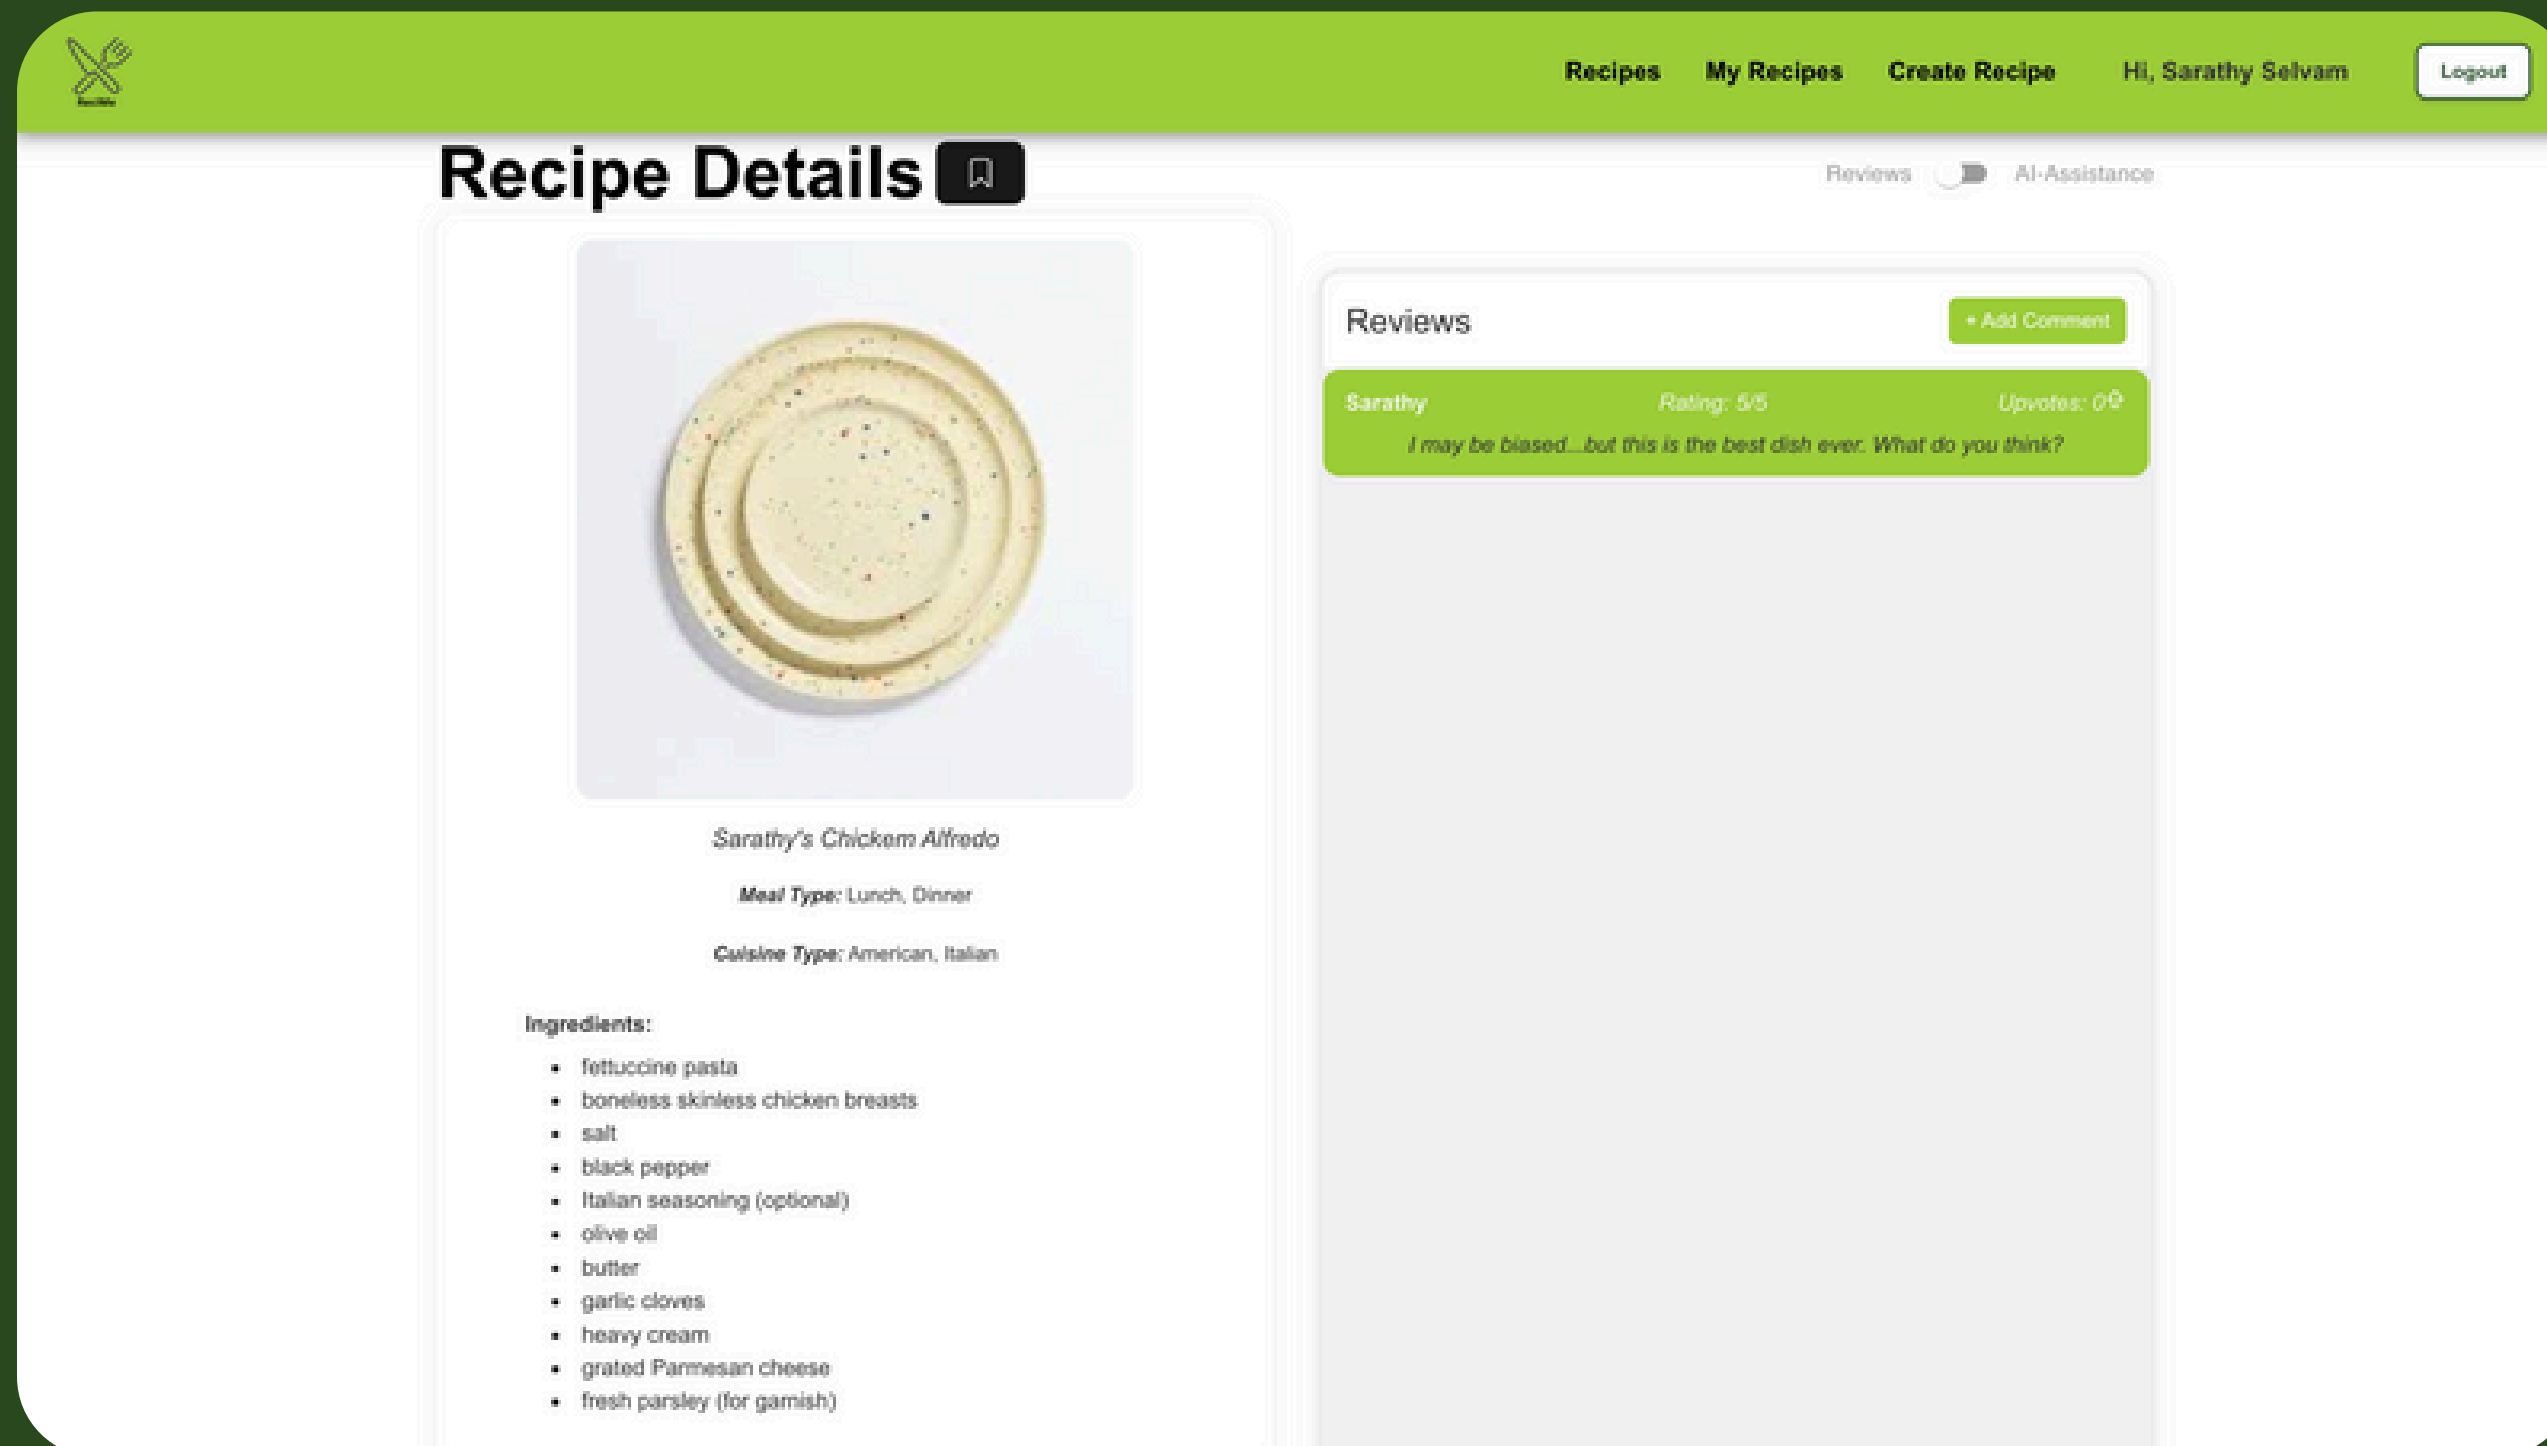 Recipes My Recipes Create Recipe Hi, Sarathy Selvam Logout
Recipe Details
Reviews AI-Assistance
Sarathy's Chickem Alfredo
Meal Type: Lunch, Dinner
Cuisine Type: American, Italian
Ingredients:
• fettuccine pasta
• boneless skinless chicken breasts
• salt
• black pepper
• Italian seasoning (optional)
• olive oil
• butter
• garlic cloves
• heavy cream
• grated Parmesan cheese
• fresh parsley (for garnish)
Reviews
+ Add Comment
Sarathy Rating: 5/5 Upvotes: 0
I may be biased...but this is the best dish ever. What do you think?